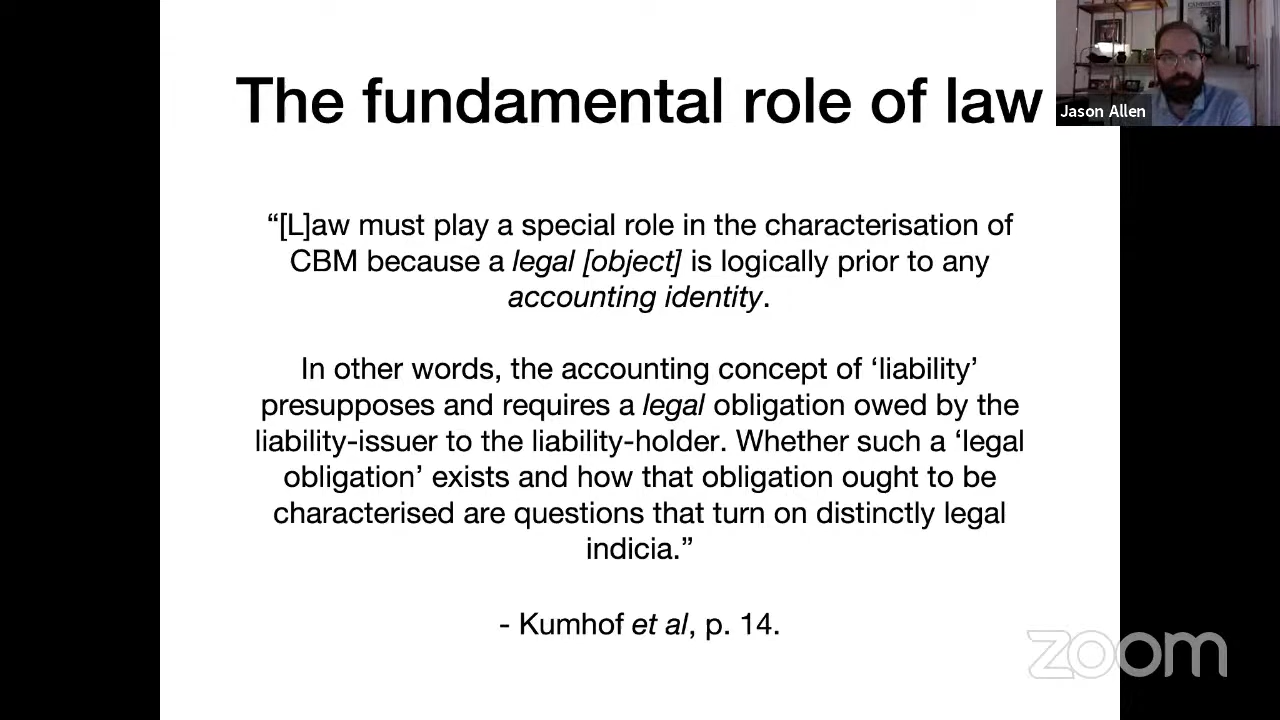 The fundamental role of law
Jason Allen
“[L]aw must play a special role in the characterisation of
CBM because a legal [object] is logically prior to any
accounting identity.
In other words, the accounting concept of ‘liability’
presupposes and requires a legal obligation owed by the
liability-issuer to the liability-holder. Whether such a ‘legal
obligation’ exists and how that obligation ought to be
characterised are questions that turn on distinctly legal
indicia.”
- Kumhof et al, p. 14.
zoom